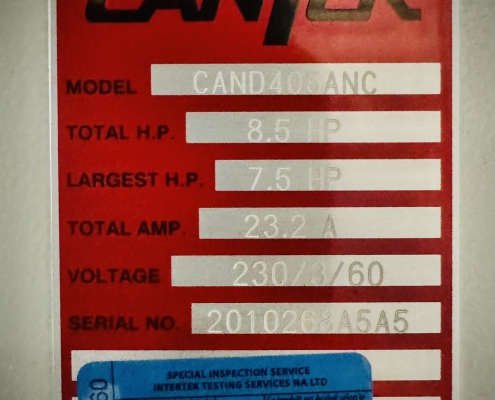 CANTEK
MODEL CAND405ANC
TOTAL H.P. 8.5 HP
LARGEST H.P. 7.5 HP
TOTAL AMP. 23.2 A
VOLTAGE 230/3/60
SERIAL NO. 2010268A5A5
SPECIAL INSPECTION SERVICE
INTERTEK TESTING SERVICES NA LTD